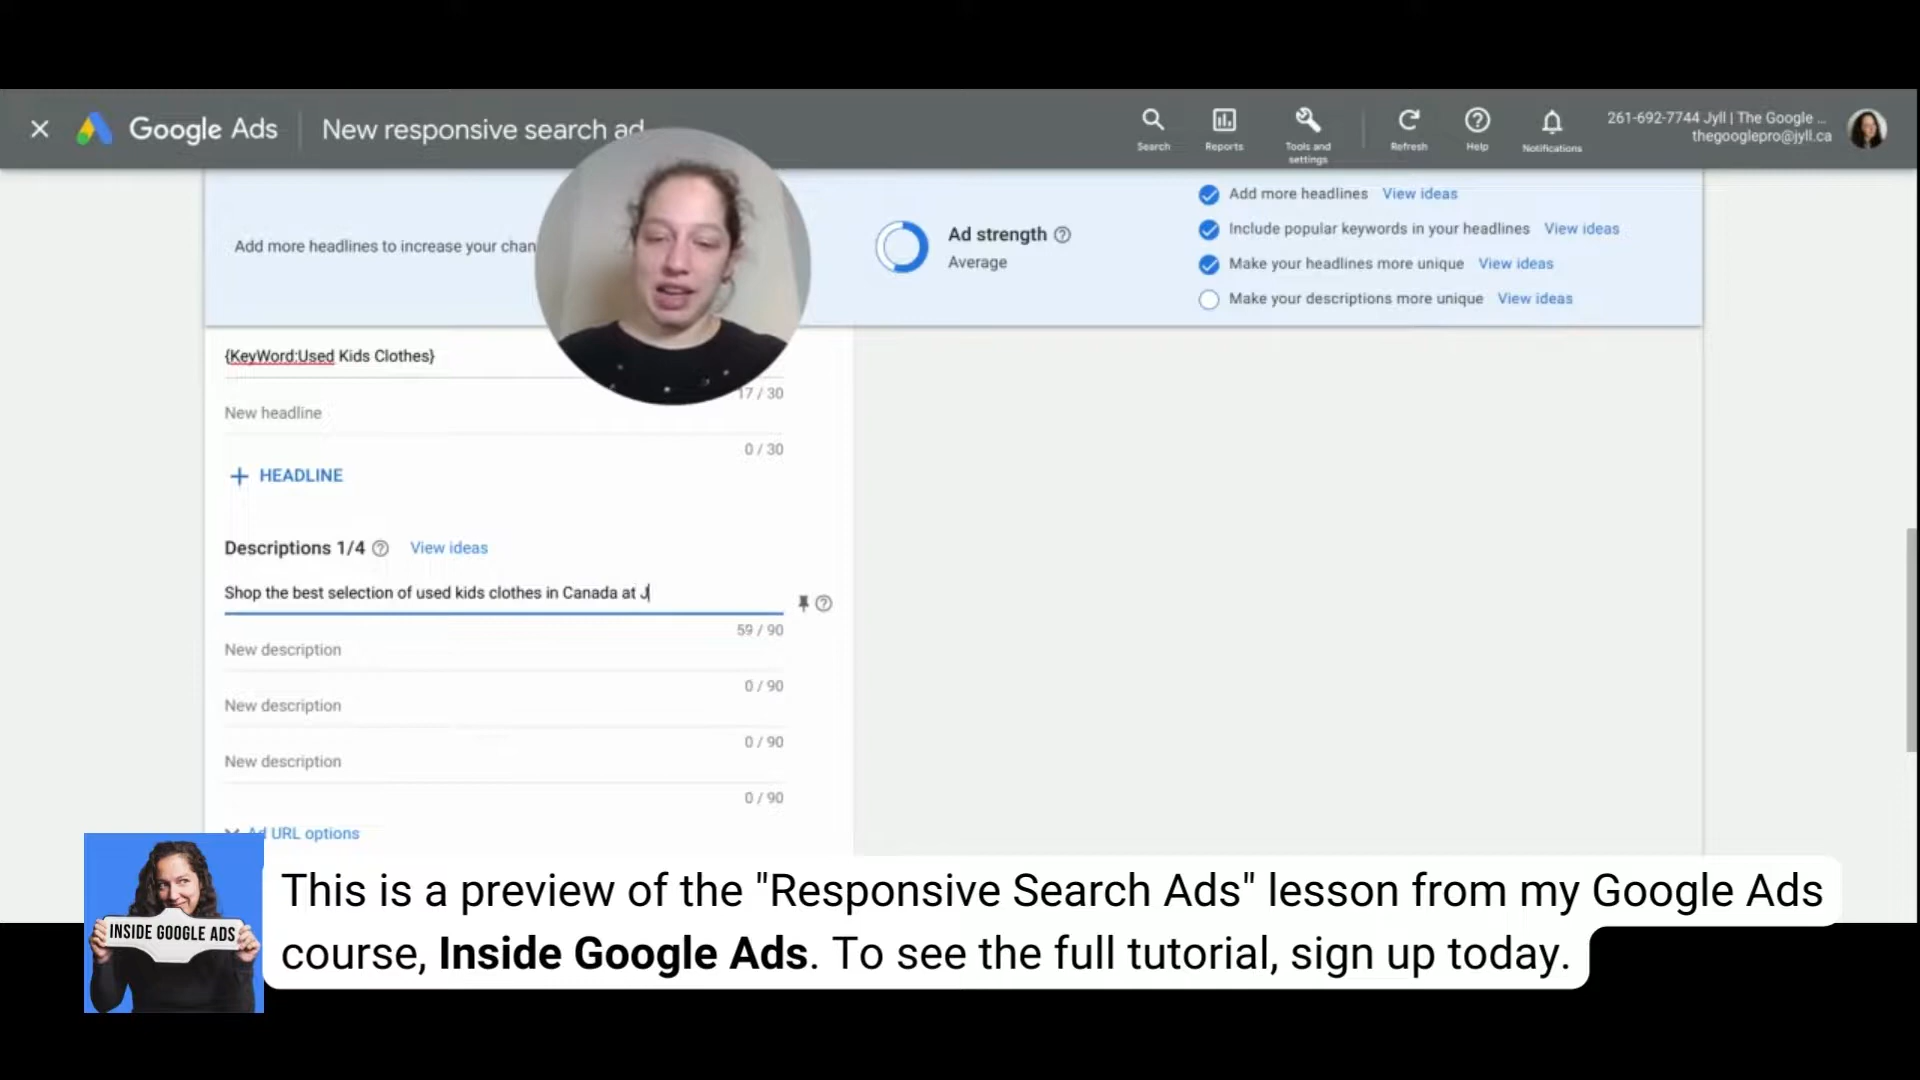 Google Ads
New responsive search ad
Search
Reports
Tools and
settings
Refresh
Help
Notifications
261-692-7744 Jyll | The Google ...
thegooglepro@jyll.ca
Add more headlines to increase your chan
Ad strength
Average
Add more headlines View ideas
Include popular keywords in your headlines View ideas
Make your headlines more unique View ideas
Make your descriptions more unique View ideas
{KeyWord:Used Kids Clothes}
17 / 30
New headline
0 / 30
+ HEADLINE
Descriptions 1/4 View ideas
Shop the best selection of used kids clothes in Canada at J
59 / 90
New description
0 / 90
New description
0 / 90
New description
0 / 90
Ad URL options
INSIDE GOOGLE ADS
This is a preview of the "Responsive Search Ads" lesson from my Google Ads
course, Inside Google Ads. To see the full tutorial, sign up today.